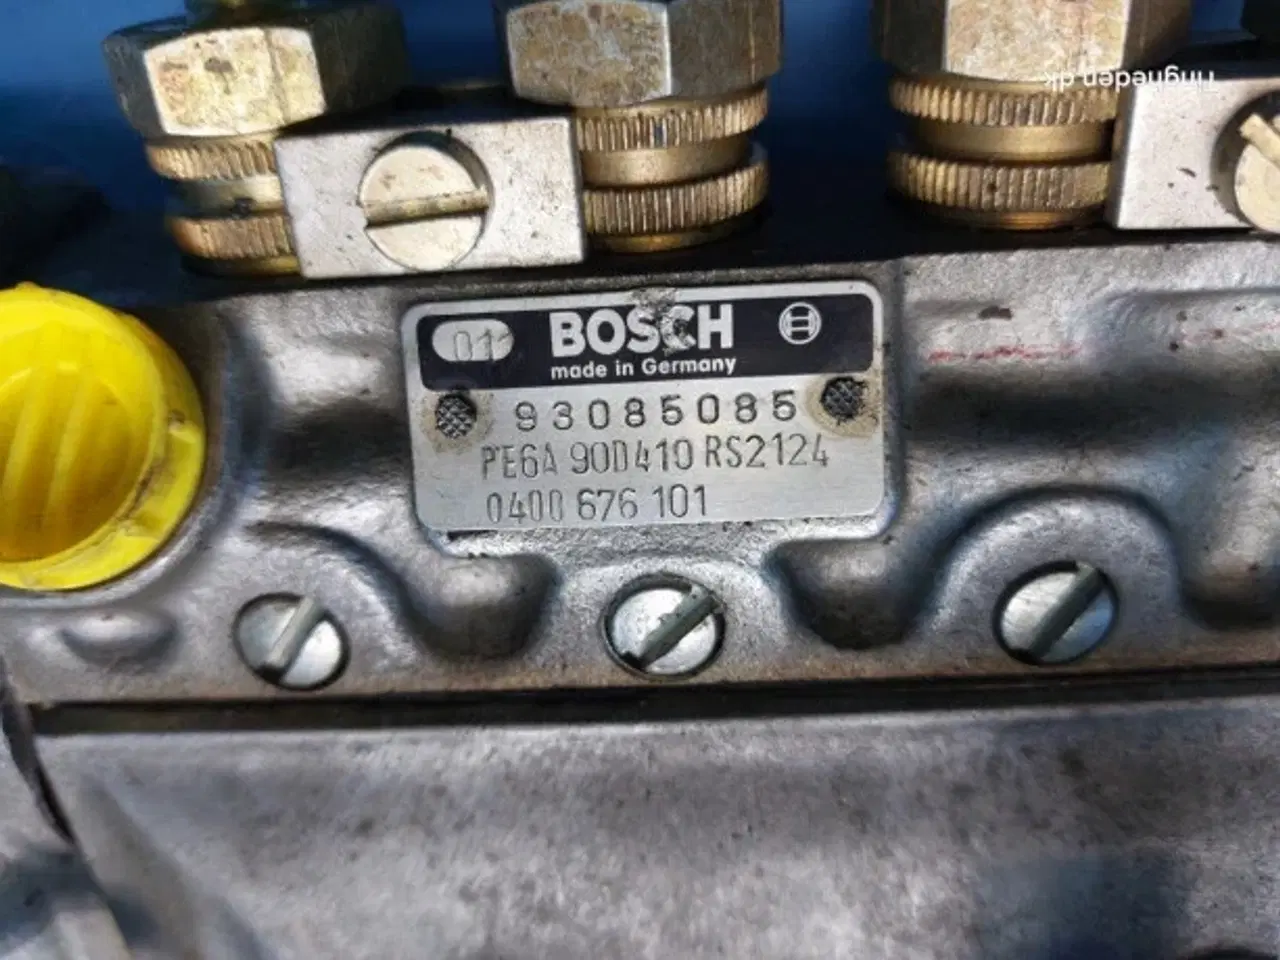 ringheden.dk
01 BOSCH
made in Germany
93085085
PE6A 90D410 RS2124
0400 676 101